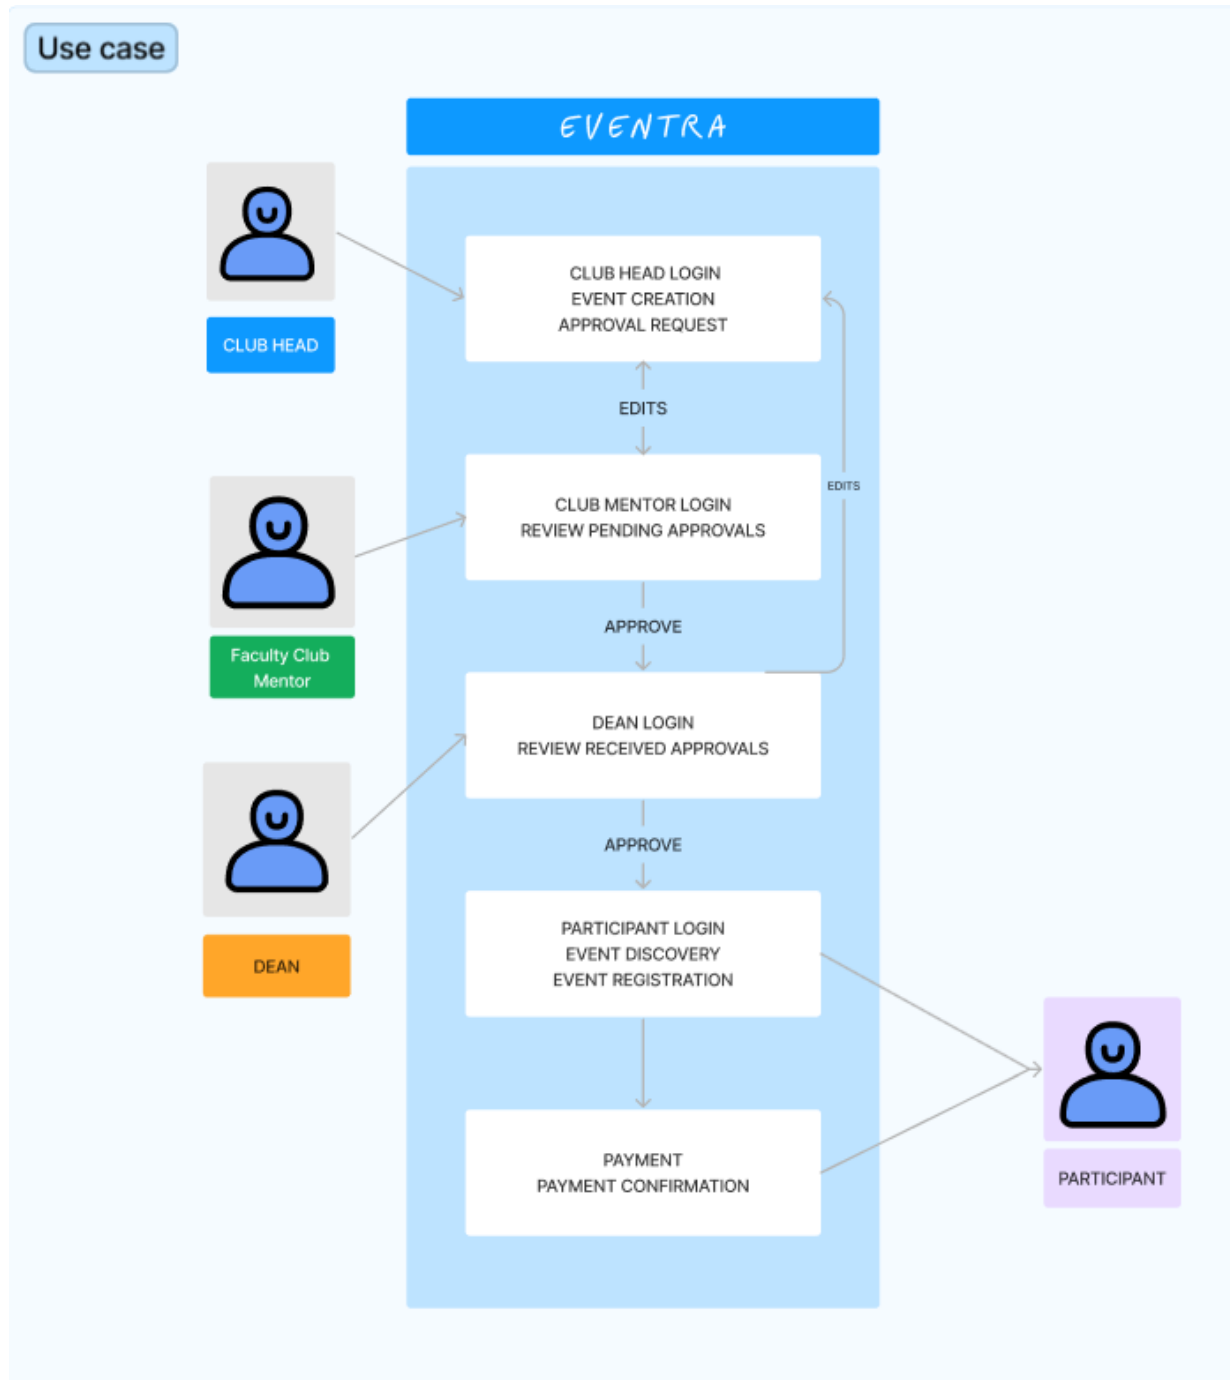 Use case
EVENTRA
CLUB HEAD LOGIN
EVENT CREATION
APPROVAL REQUEST
CLUB HEAD
EDITS
CLUB MENTOR LOGIN
REVIEW PENDING APPROVALS
EDITS
Faculty Club
Mentor
APPROVE
DEAN LOGIN
REVIEW RECEIVED APPROVALS
DEAN
APPROVE
PARTICIPANT LOGIN
EVENT DISCOVERY
EVENT REGISTRATION
PAYMENT
PAYMENT CONFIRMATION
PARTICIPANT